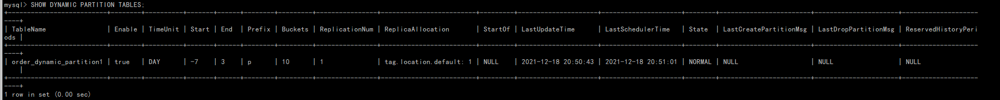 mysql> SHOW DYNAMIC PARTITION TABLES;
+-------------------------+--------+----------+-------+------+--------+---------+----------------+-------------------------+---------+---------------------+---------------------+--------+------------------------+----------------------+-------------------
----+
| TableName               | Enable | TimeUnit | Start | End  | Prefix | Buckets | ReplicationNum | ReplicaAllocation       | StartOf | LastUpdateTime      | LastSchedulerTime   | State  | LastCreatePartitionMsg | LastDropPartitionMsg | ReservedHistoryPeri
ods |
+-------------------------+--------+----------+-------+------+--------+---------+----------------+-------------------------+---------+---------------------+---------------------+--------+------------------------+----------------------+-------------------
----+
| order_dynamic_partition1 | true   | DAY      | -7    | 3    | p      | 10      | 1              | tag.location.default: 1 | NULL    | 2021-12-18 20:50:43 | 2021-12-18 20:51:01 | NORMAL | NULL                   | NULL                 | NULL
    |
+-------------------------+--------+----------+-------+------+--------+---------+----------------+-------------------------+---------+---------------------+---------------------+--------+------------------------+----------------------+-------------------
----+
1 row in set (0.00 sec)